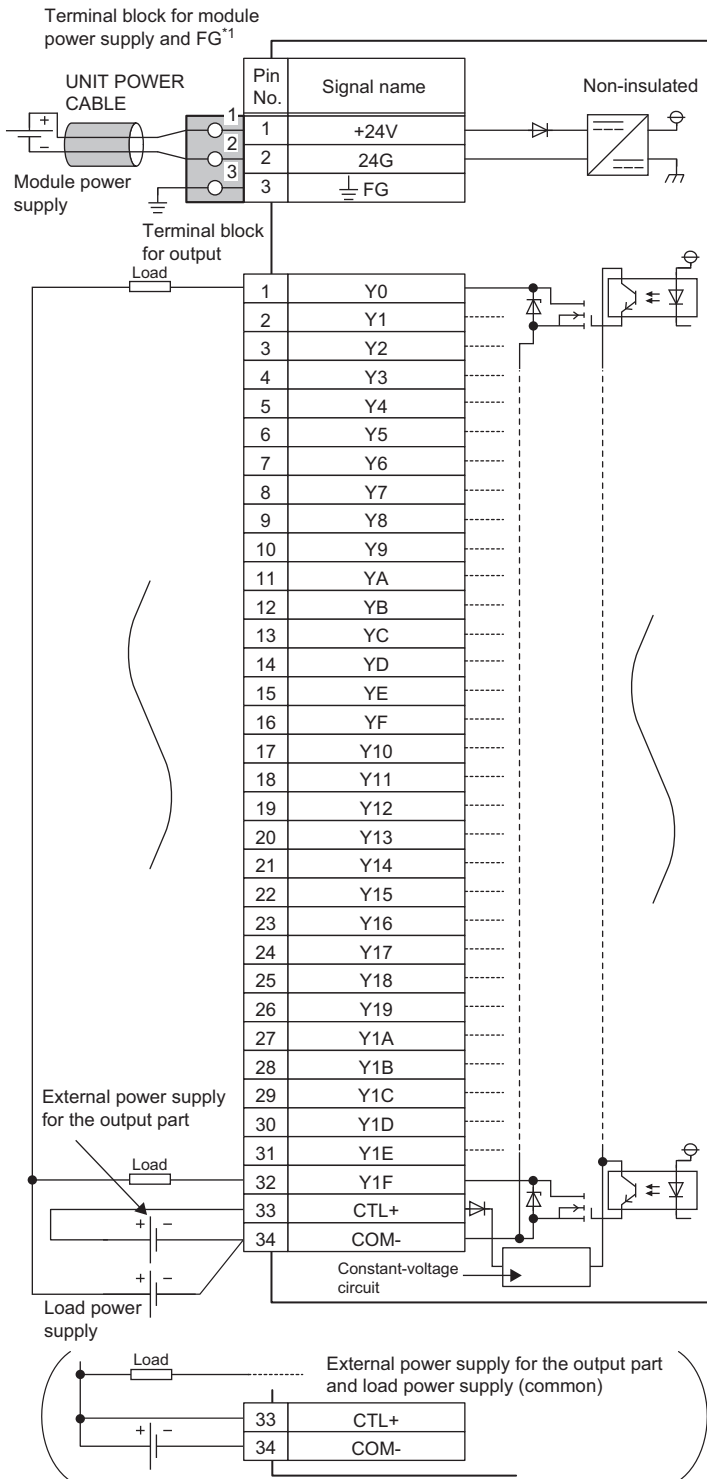 Terminal block for module
power supply and FG*1
UNIT POWER
CABLE
+
−
Module power
supply
1
2
3
Pin No. Signal name
1 +24V
2 24G
3 FG
Non-insulated
Terminal block
for output
Load
1 Y0
2 Y1
3 Y2
4 Y3
5 Y4
6 Y5
7 Y6
8 Y7
9 Y8
10 Y9
11 YA
12 YB
13 YC
14 YD
15 YE
16 YF
17 Y10
18 Y11
19 Y12
20 Y13
21 Y14
22 Y15
23 Y16
24 Y17
25 Y18
26 Y19
27 Y1A
28 Y1B
29 Y1C
30 Y1D
31 Y1E
32 Y1F
33 CTL+
34 COM-
External power supply
for the output part
Load
+ −
+ −
Load power
supply
Constant-voltage
circuit
Load
External power supply for the output part
and load power supply (common)
+ −
33 CTL+
34 COM-